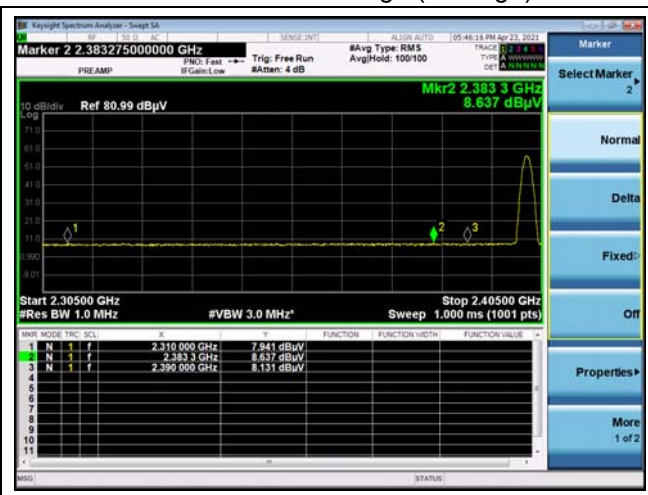 Keysight Spectrum Analyzer - Swept SA
RF 50 Ω AC SENSE:INT ALIGN AUTO 05:46:16 PM Apr 23, 2021
Marker 2 2.383275000000 GHz
PREAMP
PNO: Fast
IFGain:Low
Trig: Free Run
#Atten: 4 dB
#Avg Type: RMS
Avg|Hold: 100/100
TRACE 1 2 3 4 5 6
TYPE A WWWWW
DET A N N N N N
Mkr2 2.383 3 GHz
8.637 dBµV
10 dB/div Ref 80.99 dBµV
Log
71.0
61.0
51.0
41.0
31.0
21.0
11.0
0.990
-9.01
1
2
3
Start 2.30500 GHz Stop 2.40500 GHz
#Res BW 1.0 MHz #VBW 3.0 MHz* Sweep 1.000 ms (1001 pts)
MKR MODE TRC SCL X Y FUNCTION FUNCTION WIDTH FUNCTION VALUE
1 N 1 f 2.310 000 GHz 7.941 dBµV
2 N 1 f 2.383 3 GHz 8.637 dBµV
3 N 1 f 2.390 000 GHz 8.131 dBµV
4
5
6
7
8
9
10
11
MSG STATUS
Marker
Select Marker
2
Normal
Delta
Fixed
Off
Properties
More
1 of 2